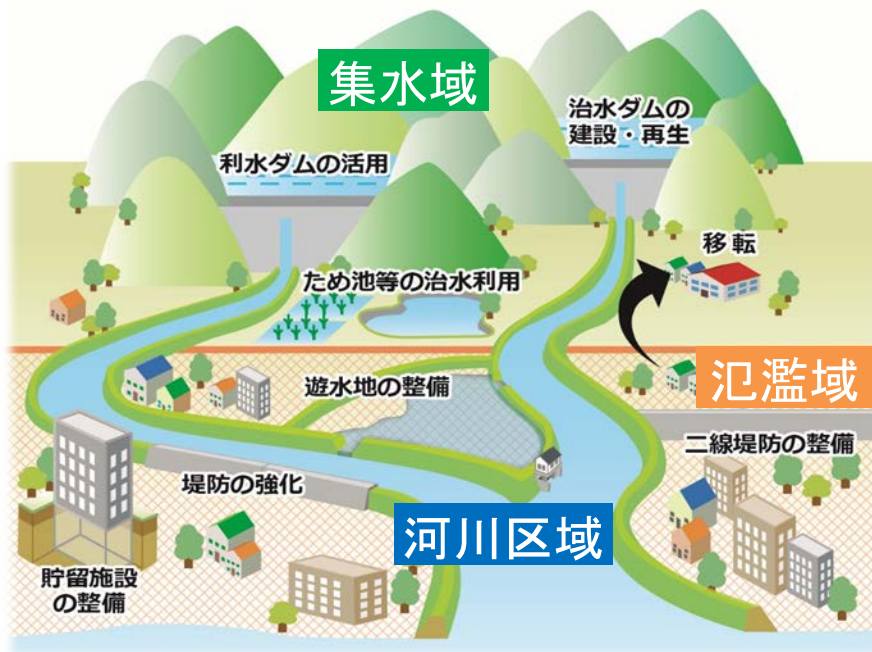 集水域
治水ダムの
建設・再生
利水ダムの活用
移転
ため池等の治水利用
氾濫域
遊水地の整備
二線堤防の整備
堤防の強化
河川区域
貯留施設
の整備